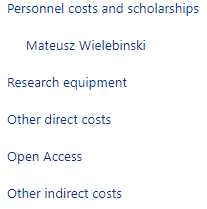 Personnel costs and scholarships
Mateusz Wielebinski
Research equipment
Other direct costs
Open Access
Other indirect costs